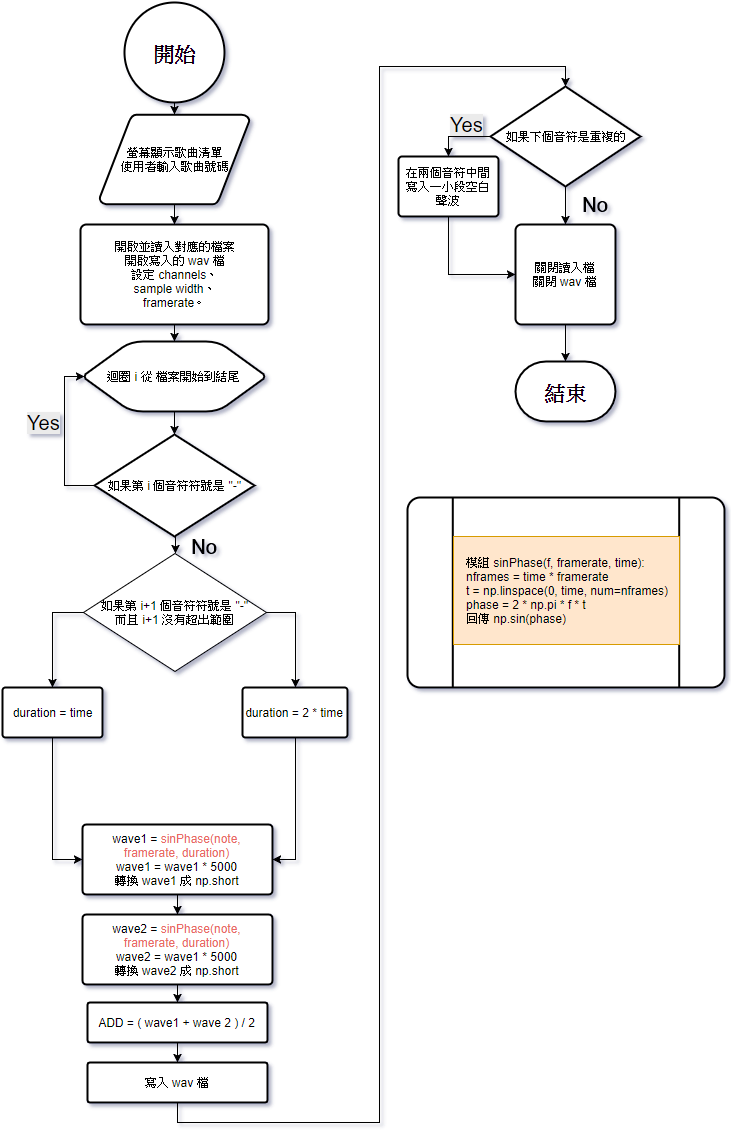 開始
螢幕顯示歌曲清單
使用者輸入歌曲號碼
開啟並讀入對應的檔案
開啟寫入的 wav 檔
設定 channels、
sample width、
framerate。
迴圈 i 從 檔案開始到結尾
Yes
如果第 i 個音符符號是 "-"
No
如果第 i+1 個音符符號是 "-"
而且 i+1 沒有超出範圍
duration = time
duration = 2 * time
wave1 = sinPhase(note,
framerate, duration)
wave1 = wave1 * 5000
轉換 wave1 成 np.short
wave2 = sinPhase(note,
framerate, duration)
wave2 = wave1 * 5000
轉換 wave2 成 np.short
ADD = ( wave1 + wave 2 ) / 2
寫入 wav 檔
如果下個音符是重複的
Yes
在兩個音符中間
寫入一小段空白
聲波
No
關閉讀入檔
關閉 wav 檔
結束
模組 sinPhase(f, framerate, time):
nframes = time * framerate
t = np.linspace(0, time, num=nframes)
phase = 2 * np.pi * f * t
回傳 np.sin(phase)